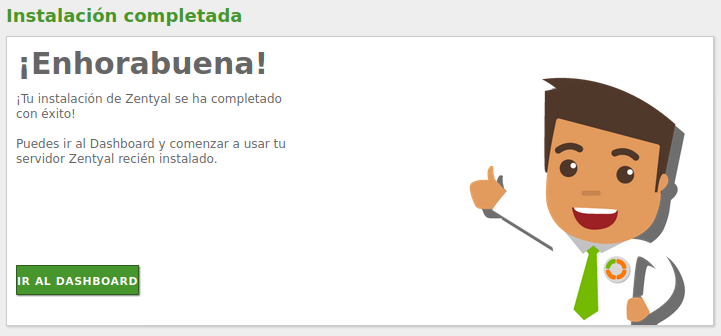 Instalación completada
¡Enhorabuena!
¡Tu instalación de Zentyal se ha completado
con éxito!
Puedes ir al Dashboard y comenzar a usar tu
servidor Zentyal recién instalado.
IR AL DASHBOARD